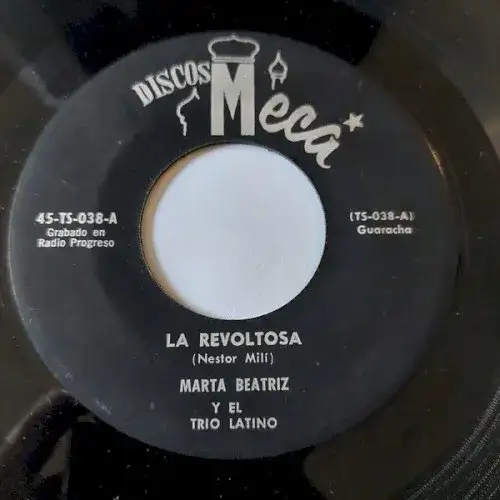 DISCOS Meca
45-TS-038-A
Grabado en
Radio Progreso
(TS-038-A)
Guaracha
LA REVOLTOSA
(Nestor Milí)
MARTA BEATRIZ
Y EL
TRIO LATINO